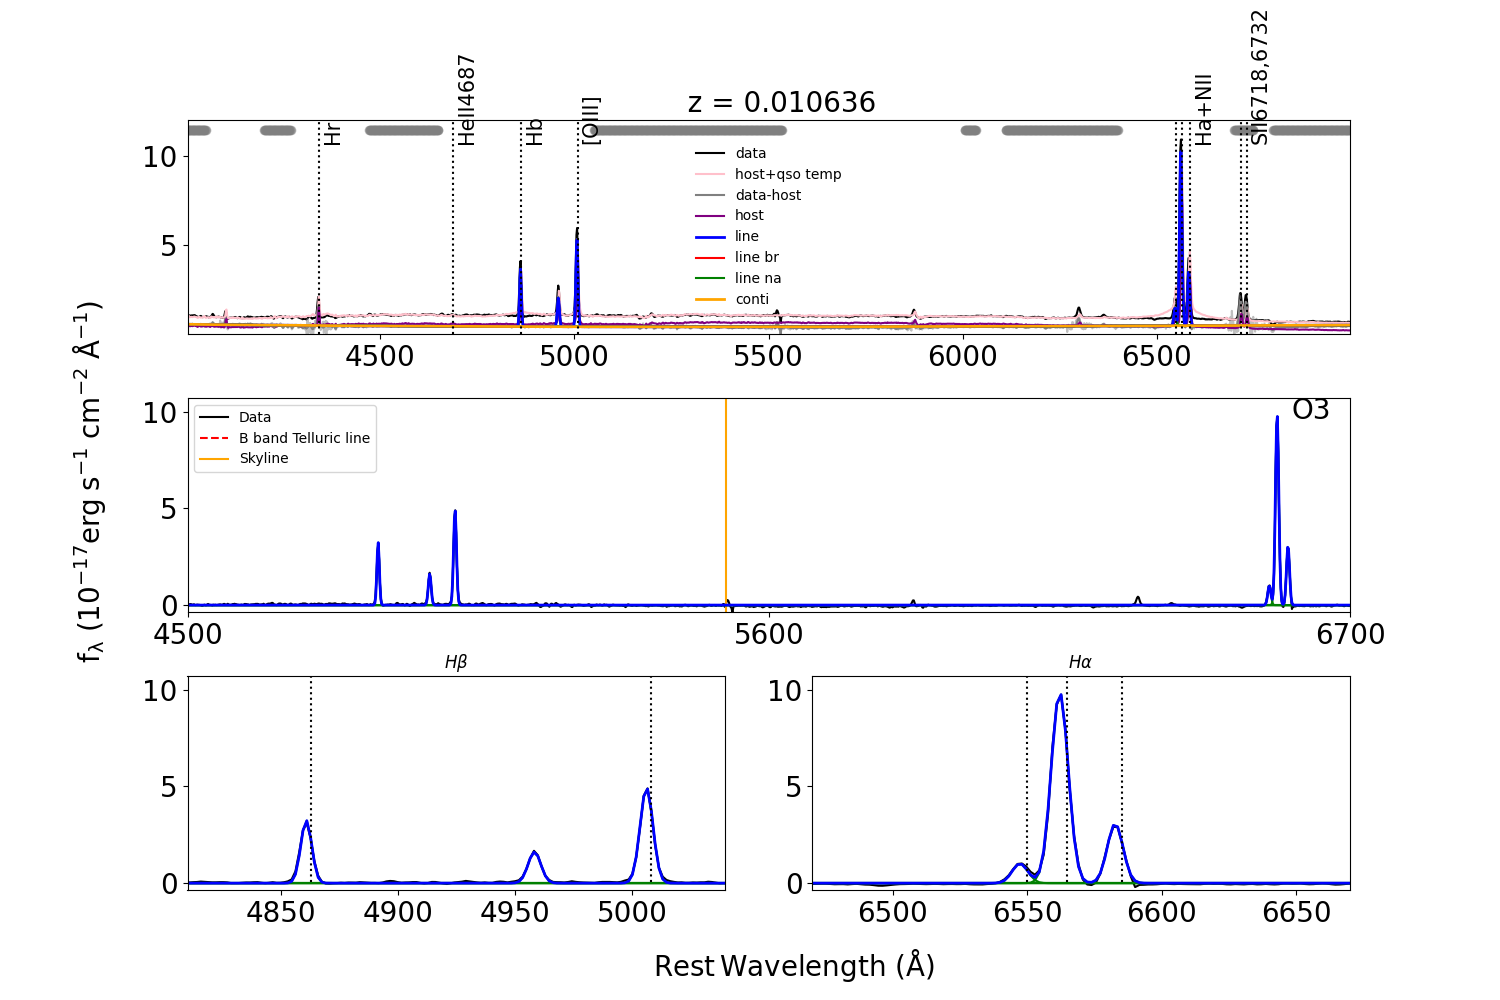 z = 0.010636
Hr
HeII4687
Hb
[OIII]
Ha+NII
SII6718,6732
10
5
data
host+qso temp
data-host
host
line
line br
line na
conti
4500 5000 5500 6000 6500
fλ (10⁻¹⁷erg s⁻¹ cm⁻² Å⁻¹)
Data
B band Telluric line
Skyline
O3
10
5
0
4500 5600 6700
Hβ
10
5
0
4850 4900 4950 5000
Hα
10
5
0
6500 6550 6600 6650
Rest Wavelength (Å)